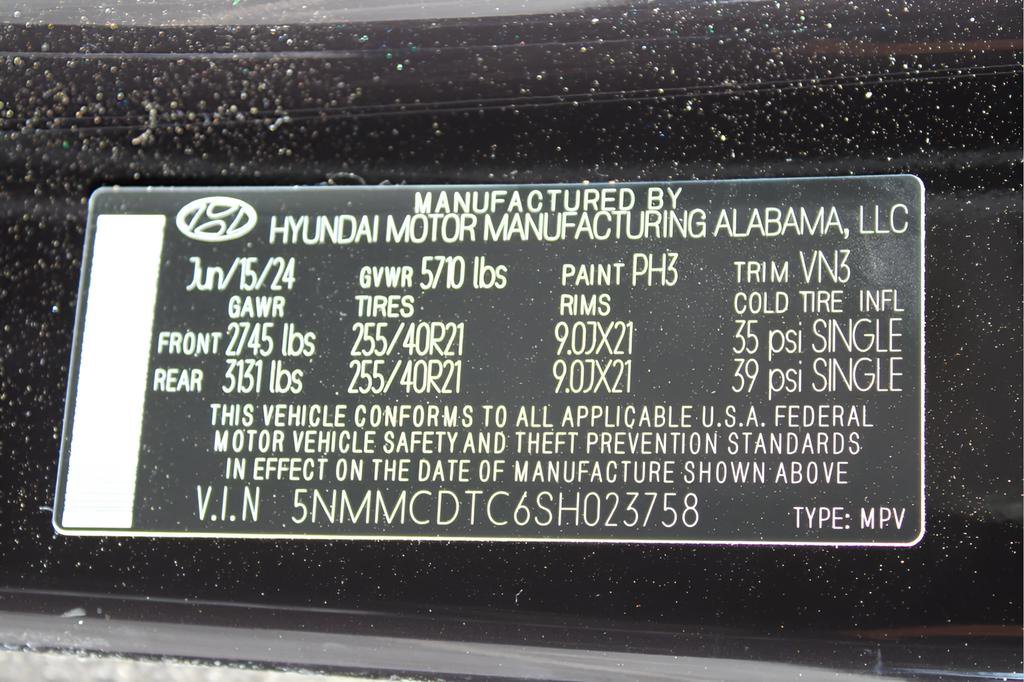 MANUFACTURED BY
HYUNDAI MOTOR MANUFACTURING ALABAMA, LLC
Jun/15/24 GVWR 5710 lbs PAINT PH3 TRIM VN3
GAWR TIRES RIMS COLD TIRE INFL
FRONT 2745 lbs 255/40R21 9.0JX21 35 psi SINGLE
REAR 3131 lbs 255/40R21 9.0JX21 39 psi SINGLE
THIS VEHICLE CONFORMS TO ALL APPLICABLE U.S.A. FEDERAL
MOTOR VEHICLE SAFETY AND THEFT PREVENTION STANDARDS
IN EFFECT ON THE DATE OF MANUFACTURE SHOWN ABOVE
V.I.N 5NMMCDTC6SH023758 TYPE: MPV